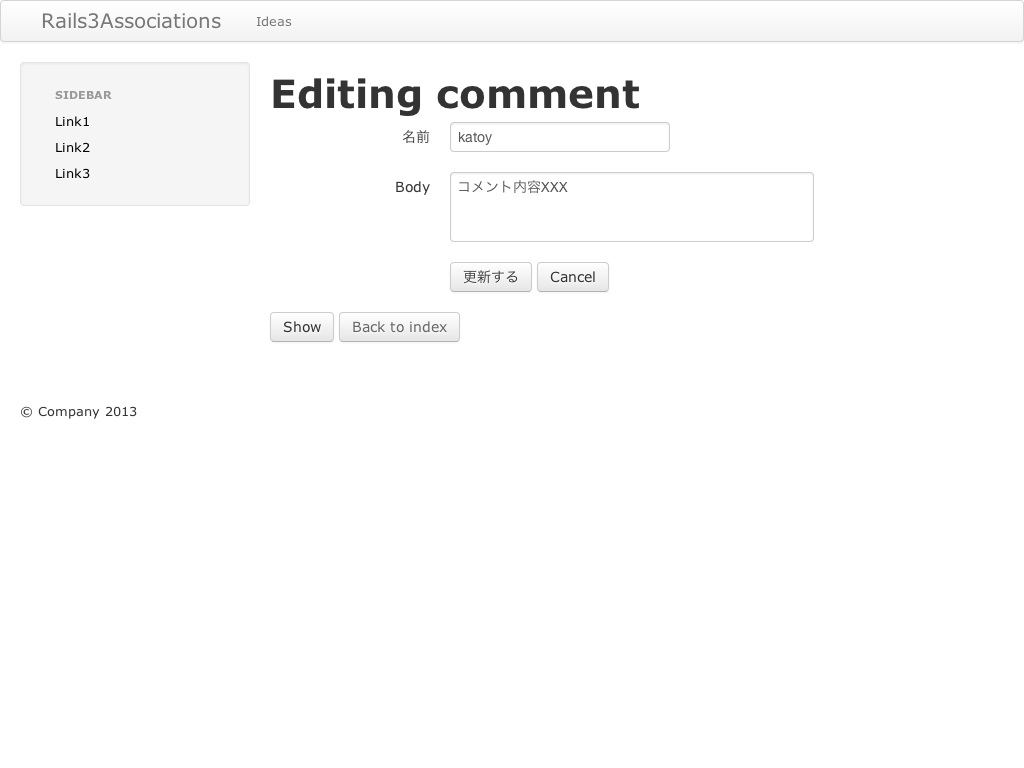 Rails3Associations Ideas
SIDEBAR
Link1
Link2
Link3
Editing comment
名前 katoy
Body コメント内容XXX
更新する Cancel
Show Back to index
© Company 2013